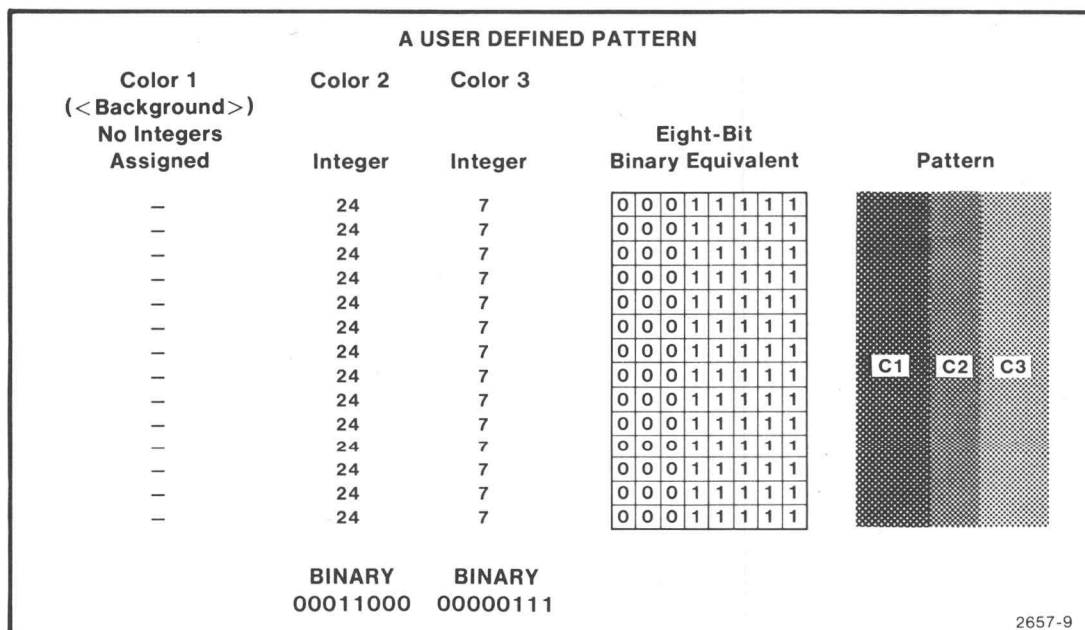 A USER DEFINED PATTERN
Color 1 Color 2 Color 3
(<Background>)
No Integers Eight-Bit
Assigned Integer Integer Binary Equivalent Pattern
– 24 7 0 0 0 1 1 1 1 1
– 24 7 0 0 0 1 1 1 1 1
– 24 7 0 0 0 1 1 1 1 1
– 24 7 0 0 0 1 1 1 1 1
– 24 7 0 0 0 1 1 1 1 1
– 24 7 0 0 0 1 1 1 1 1
– 24 7 0 0 0 1 1 1 1 1
– 24 7 0 0 0 1 1 1 1 1 C1 C2 C3
– 24 7 0 0 0 1 1 1 1 1
– 24 7 0 0 0 1 1 1 1 1
– 24 7 0 0 0 1 1 1 1 1
– 24 7 0 0 0 1 1 1 1 1
– 24 7 0 0 0 1 1 1 1 1
– 24 7 0 0 0 1 1 1 1 1
BINARY BINARY
00011000 00000111
2657-9